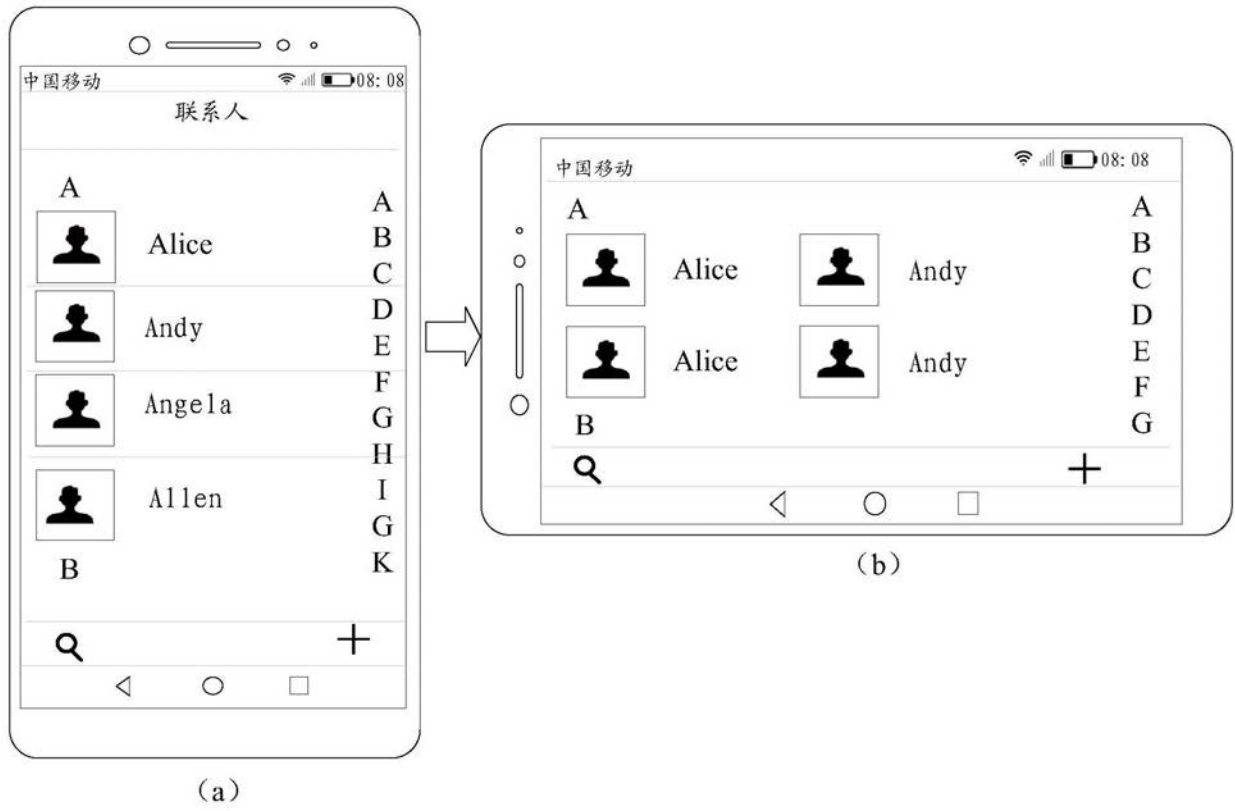 中国移动 08: 08
联系人
A
Alice
Andy
Angela
Allen
B
A
B
C
D
E
F
G
H
I
G
K
(a)
中国移动 08: 08
A
Alice Andy
Alice Andy
B
A
B
C
D
E
F
G
(b)